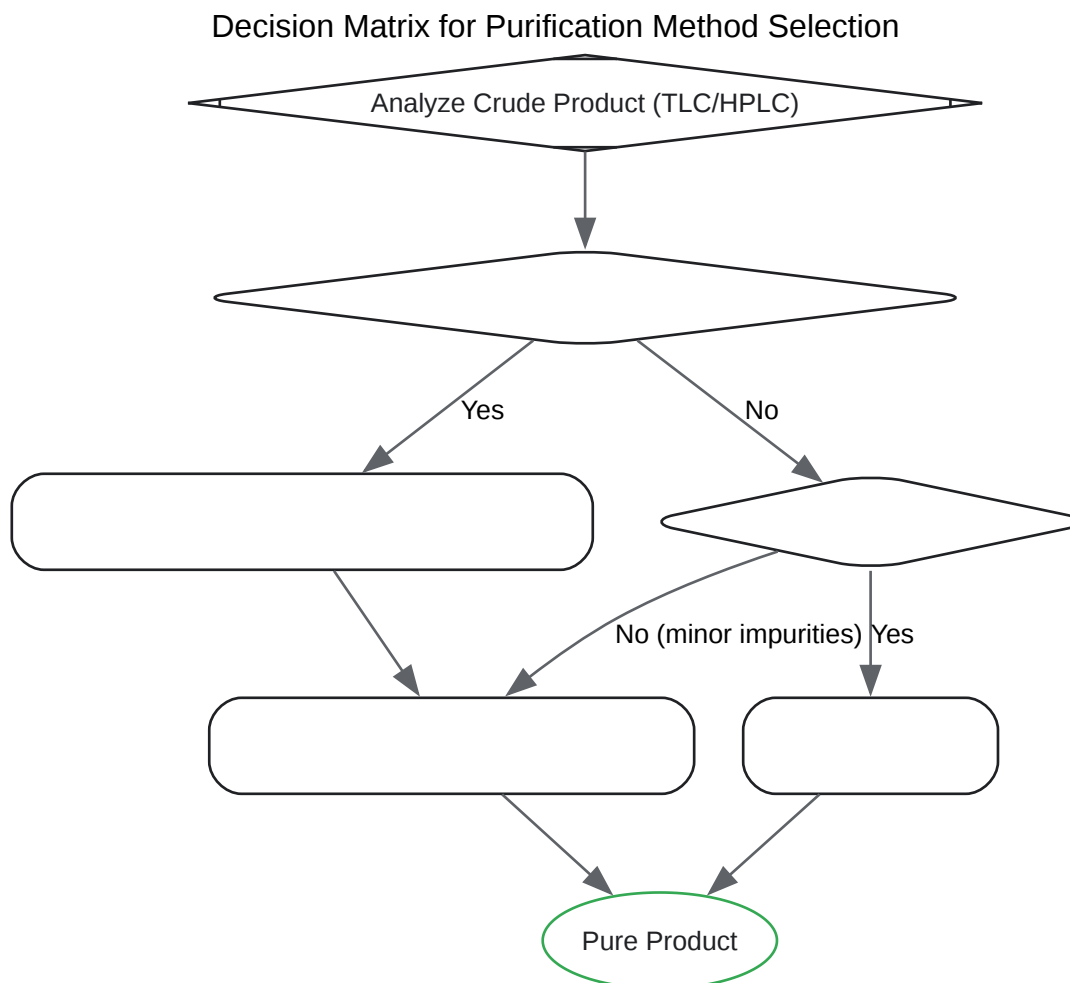 Decision Matrix for Purification Method Selection
Analyze Crude Product (TLC/HPLC)
Yes
No
No (minor impurities)
Yes
Pure Product